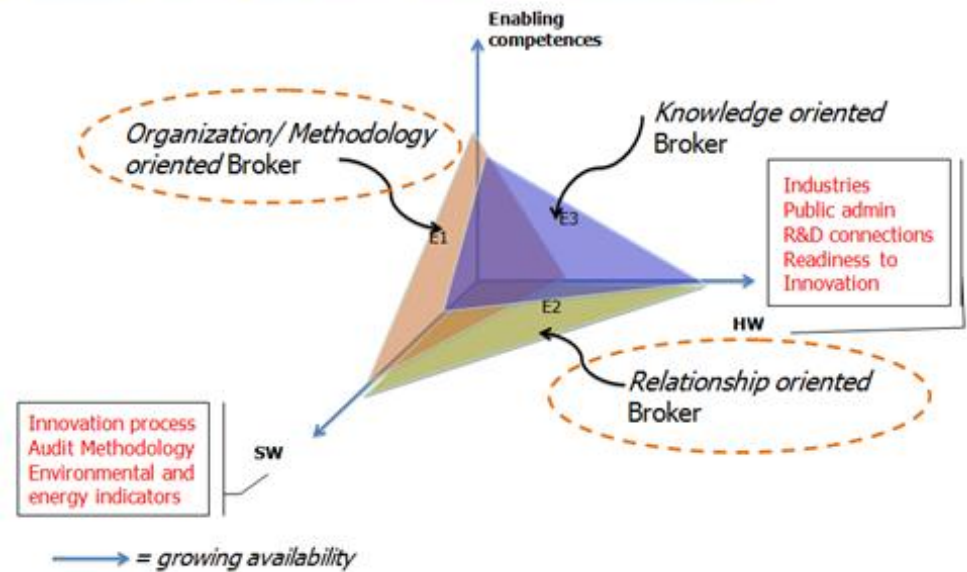 Enabling
competences
Organization/ Methodology
oriented Broker
Knowledge oriented
Broker
Industries
Public admin
R&D connections
Readiness to
Innovation
E1
E3
E2
HW
Relationship oriented
Broker
Innovation process
Audit Methodology
Environmental and
energy indicators
SW
= growing availability